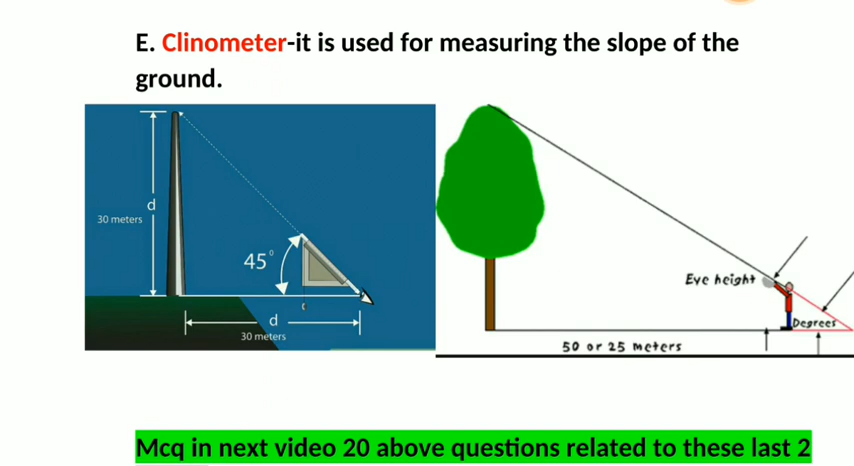 E. Clinometer-it is used for measuring the slope of the
ground.
d
30 meters
45°
d
30 meters
Eye height
Degrees
50 or 25 meters
Mcq in next video 20 above questions related to these last 2